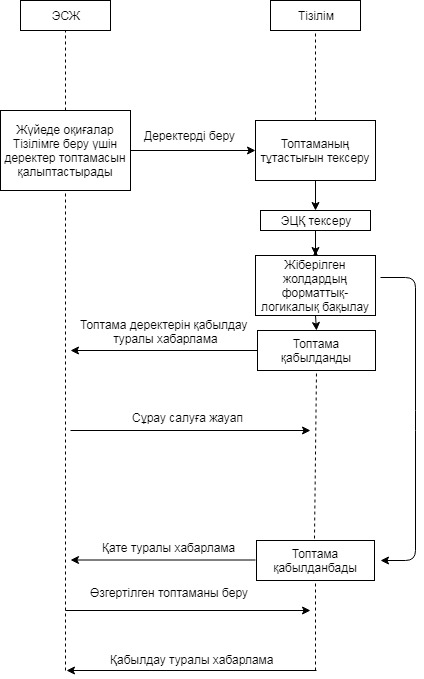 ЭСЖ
Тізілім
Жүйеде оқиғалар
Тізілімге беру үшін
деректер топтамасын
қалыптастырады
Деректерді беру
Топтаманың
тұтастығын тексеру
ЭЦҚ тексеру
Жіберілген
жолдардың
форматтық-
логикалық бақылау
Топтама деректерін қабылдау
туралы хабарлама
Топтама
қабылданды
Сұрау салуға жауап
Қате туралы хабарлама
Топтама
қабылданбады
Өзгертілген топтаманы беру
Қабылдау туралы хабарлама